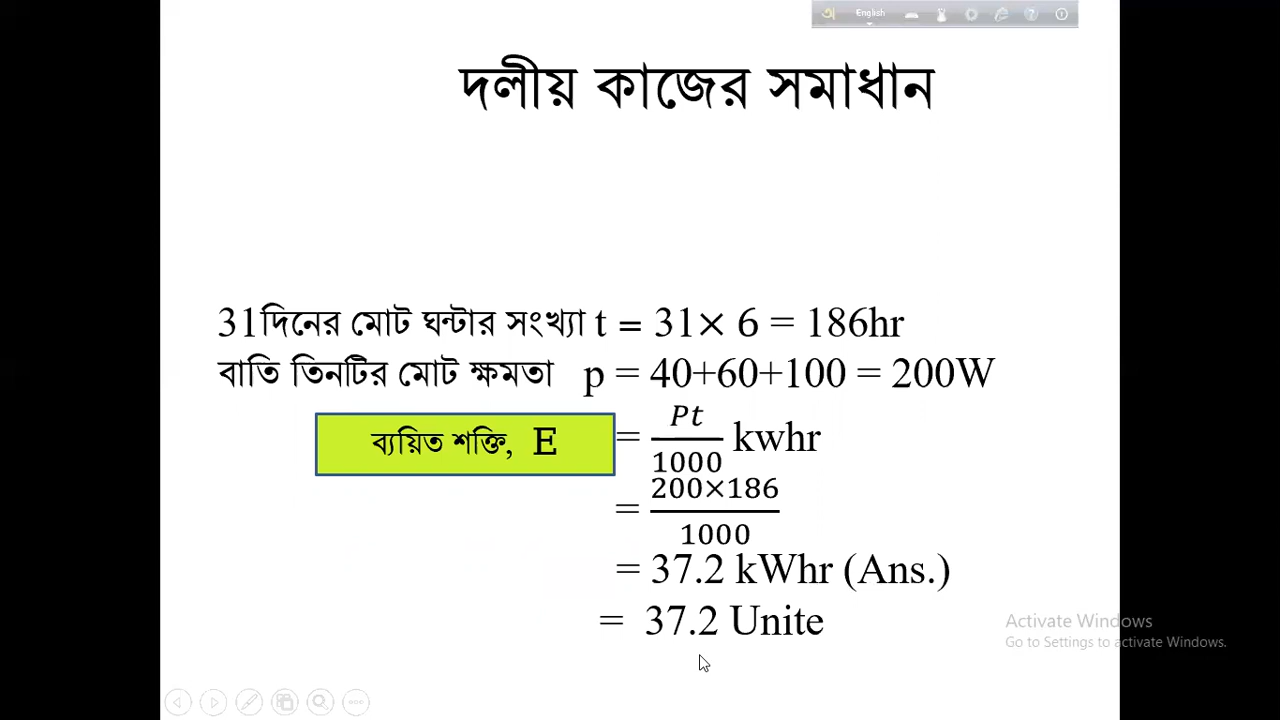 English
দলীয় কাজের সমাধান
31দিনের মোট ঘন্টার সংখ্যা t = 31× 6 = 186hr
বাতি তিনটির মোট ক্ষমতা p = 40+60+100 = 200W
ব্যয়িত শক্তি, E = Pt/1000 kwhr
= 200×186/1000
= 37.2 kWhr (Ans.)
= 37.2 Unite
Activate Windows
Go to Settings to activate Windows.